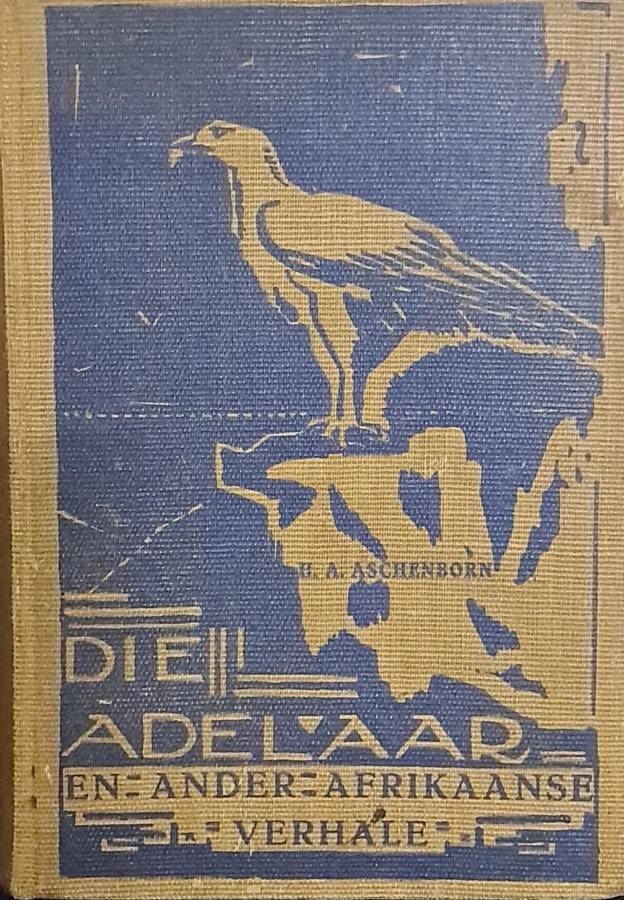 H. A. ASCHENBORN
DIE
ADELAAR
EN=ANDER=AFRIKAANSE
VERHALE